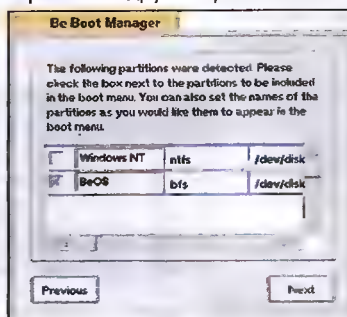 Be Boot Manager
The following partitions were detected. Please
check the box next to the partitions to be included
in the boot menu. You can also set the names of the
partitions as you would like them to appear in the
boot menu.
Windows NT ntfs /dev/disk
BeOS bfs /dev/disk
Previous Next